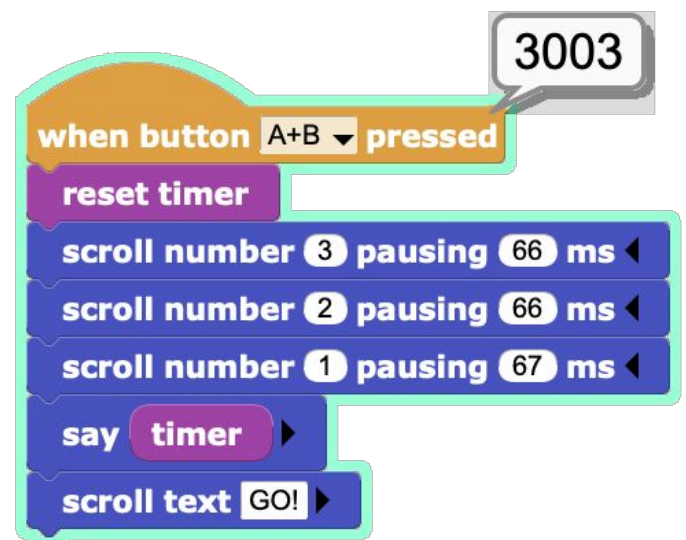 3003
when button A+B pressed
reset timer
scroll number 3 pausing 66 ms
scroll number 2 pausing 66 ms
scroll number 1 pausing 67 ms
say timer
scroll text GO!